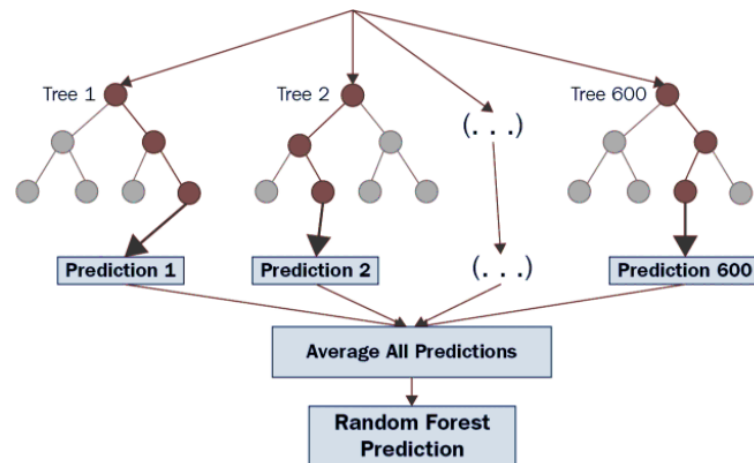 Tree 1
Tree 2
Tree 600
(. . .)
Prediction 1
Prediction 2
(. . .)
Prediction 600
Average All Predictions
Random Forest
Prediction